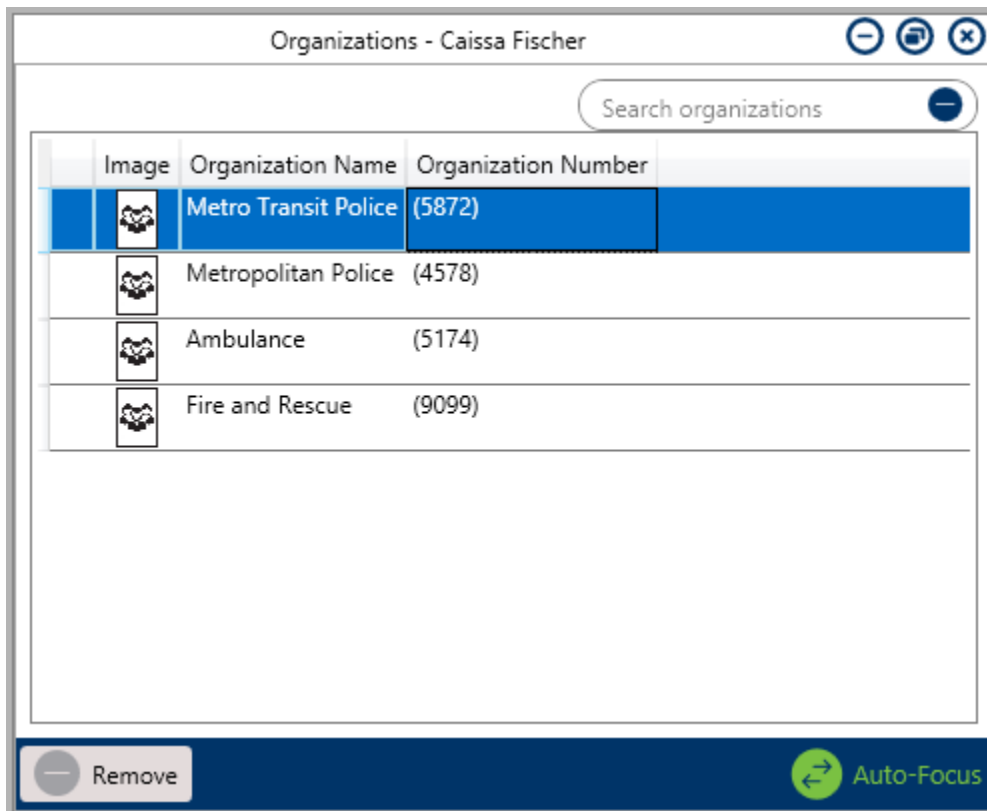 Organizations - Caissa Fischer
Search organizations
Image Organization Name Organization Number
Metro Transit Police (5872)
Metropolitan Police (4578)
Ambulance (5174)
Fire and Rescue (9099)
Remove Auto-Focus